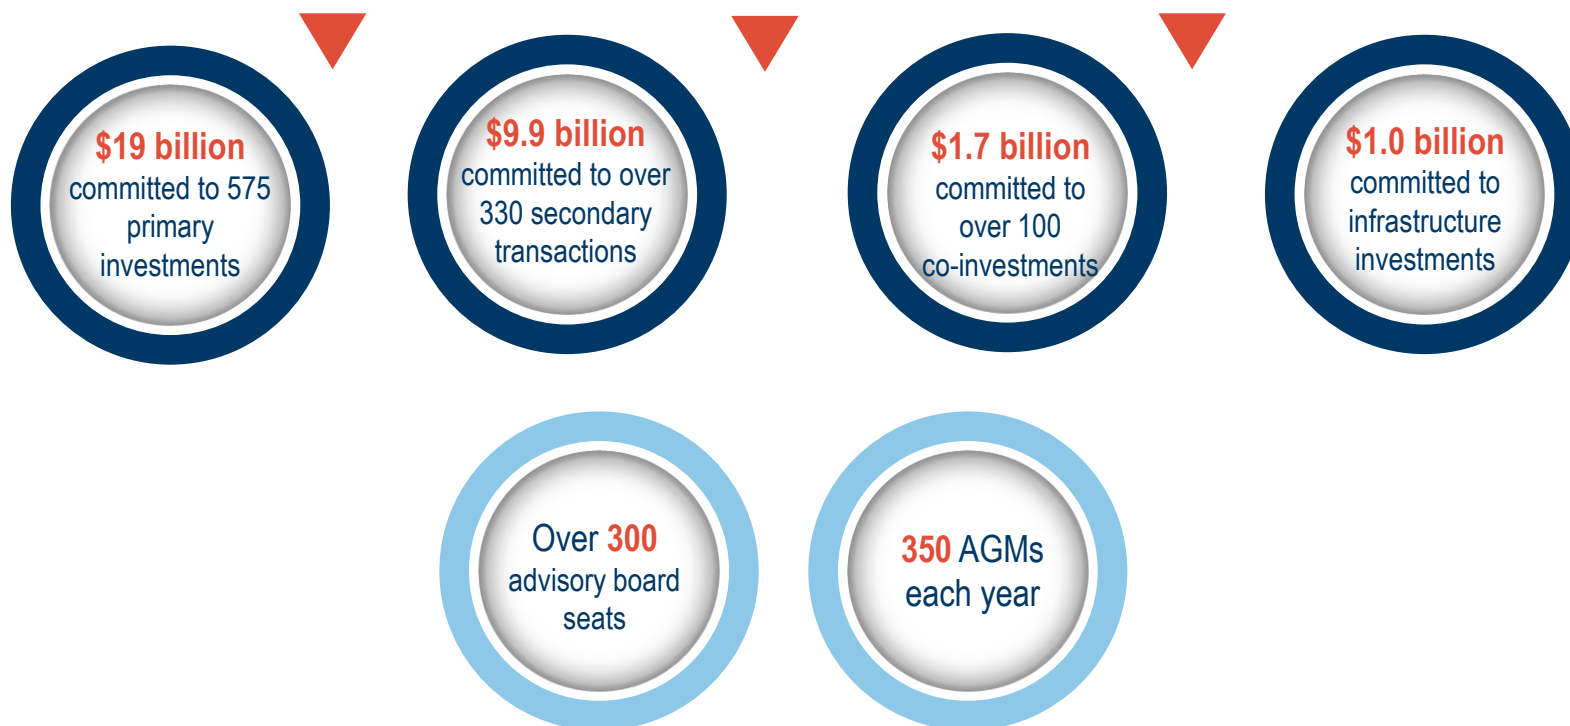 $19 billion
committed to 575
primary
investments
$9.9 billion
committed to over
330 secondary
transactions
$1.7 billion
committed to
over 100
co-investments
$1.0 billion
committed to
infrastructure
investments
Over 300
advisory board
seats
350 AGMs
each year